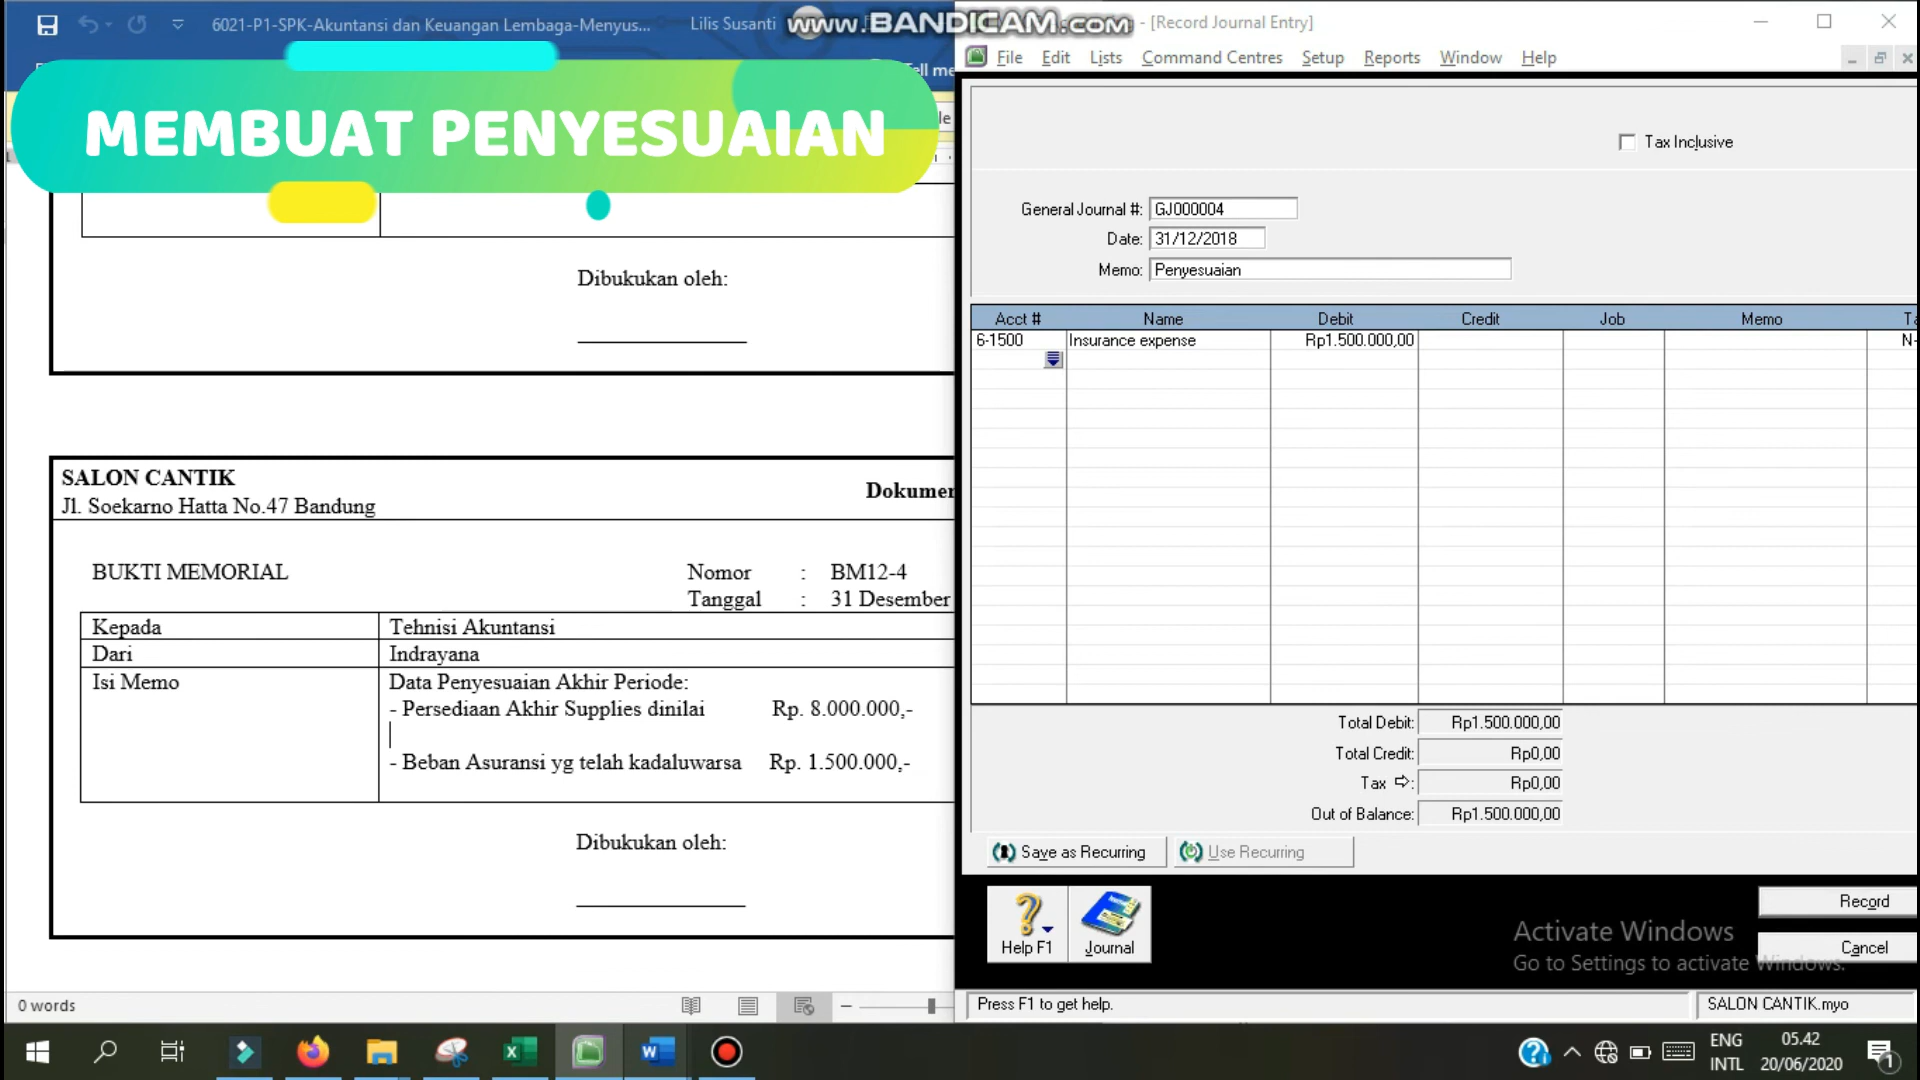 6021-P1-SPK-Akuntansi dan Keuangan Lembaga-Menyus...
Lilis Susanti
www.BANDICAM.com
- [Record Journal Entry]
File Edit Lists Command Centres Setup Reports Window Help
MEMBUAT PENYESUAIAN
Tax Inclusive
General Journal #: GJ000004
Date: 31/12/2018
Memo: Penyesuaian
Acct # Name Debit Credit Job Memo
6-1500 Insurance expense Rp1.500.000,00 N-
Dibukukan oleh:
SALON CANTIK
Jl. Soekarno Hatta No.47 Bandung
Dokumen
BUKTI MEMORIAL
Nomor : BM12-4
Tanggal : 31 Desember
Kepada Tehnisi Akuntansi
Dari Indrayana
Isi Memo Data Penyesuaian Akhir Periode:
- Persediaan Akhir Supplies dinilai Rp. 8.000.000,-
- Beban Asuransi yg telah kadaluwarsa Rp. 1.500.000,-
Dibukukan oleh:
Total Debit: Rp1.500.000,00
Total Credit: Rp0,00
Tax ⇨: Rp0,00
Out of Balance: Rp1.500.000,00
Save as Recurring Use Recurring
Help F1 Journal
Record
Cancel
Activate Windows
Go to Settings to activate Windows.
0 words
Press F1 to get help.
SALON CANTIK.myo
ENG
INTL
05.42
20/06/2020
1